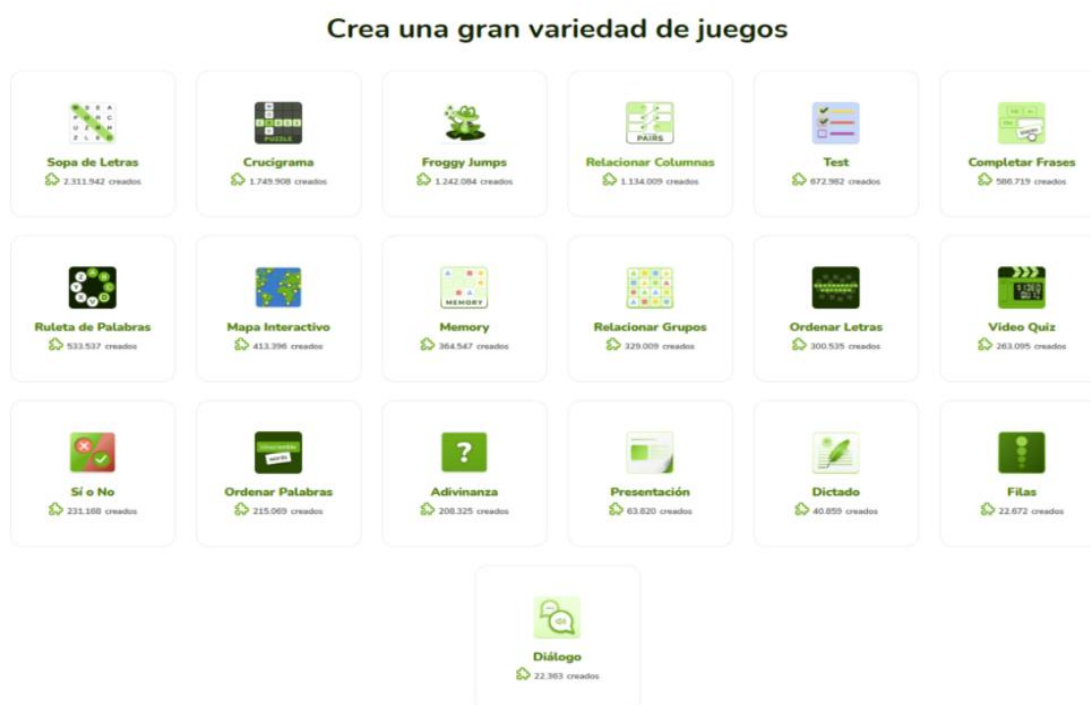 Crea una gran variedad de juegos
Sopa de Letras
2.311.942 creados
Crucigrama
1.749.908 creados
Froggy Jumps
1.242.084 creados
PAIRS
Relacionar Columnas
1.134.009 creados
Test
672.982 creados
Completar Frases
586.719 creados
Ruleta de Palabras
533.537 creados
Mapa Interactivo
413.396 creados
MEMORY
Memory
364.547 creados
Relacionar Grupos
329.009 creados
Ordenar Letras
300.535 creados
Video Quiz
263.095 creados
Sí o No
231.168 creados
words
Ordenar Palabras
215.069 creados
?
Adivinanza
208.325 creados
Presentación
63.820 creados
Dictado
40.859 creados
Filas
22.672 creados
Diálogo
22.363 creados